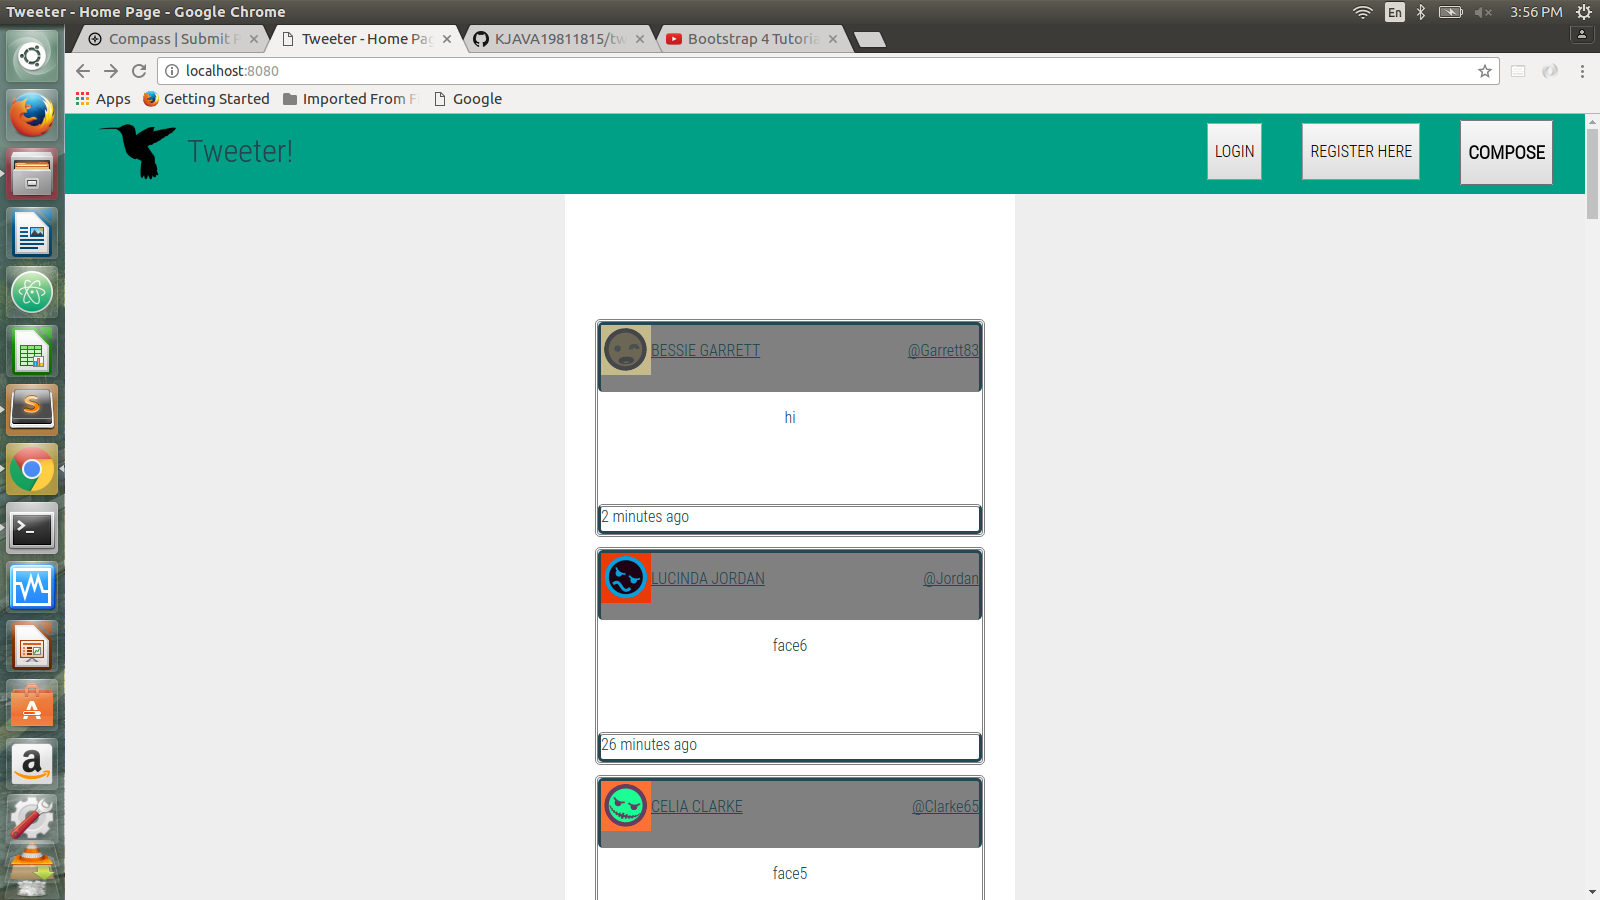 Tweeter - Home Page - Google Chrome
En
3:56 PM
Compass | Submit
Tweeter - Home Pag
KJAVA19811815/tw
Bootstrap 4 Tutoria
localhost:8080
Apps
Getting Started
Imported From F
Google
Tweeter!
LOGIN
REGISTER HERE
COMPOSE
BESSIE GARRETT
@Garrett83
hi
2 minutes ago
LUCINDA JORDAN
@Jordan
face6
26 minutes ago
CELIA CLARKE
@Clarke65
face5